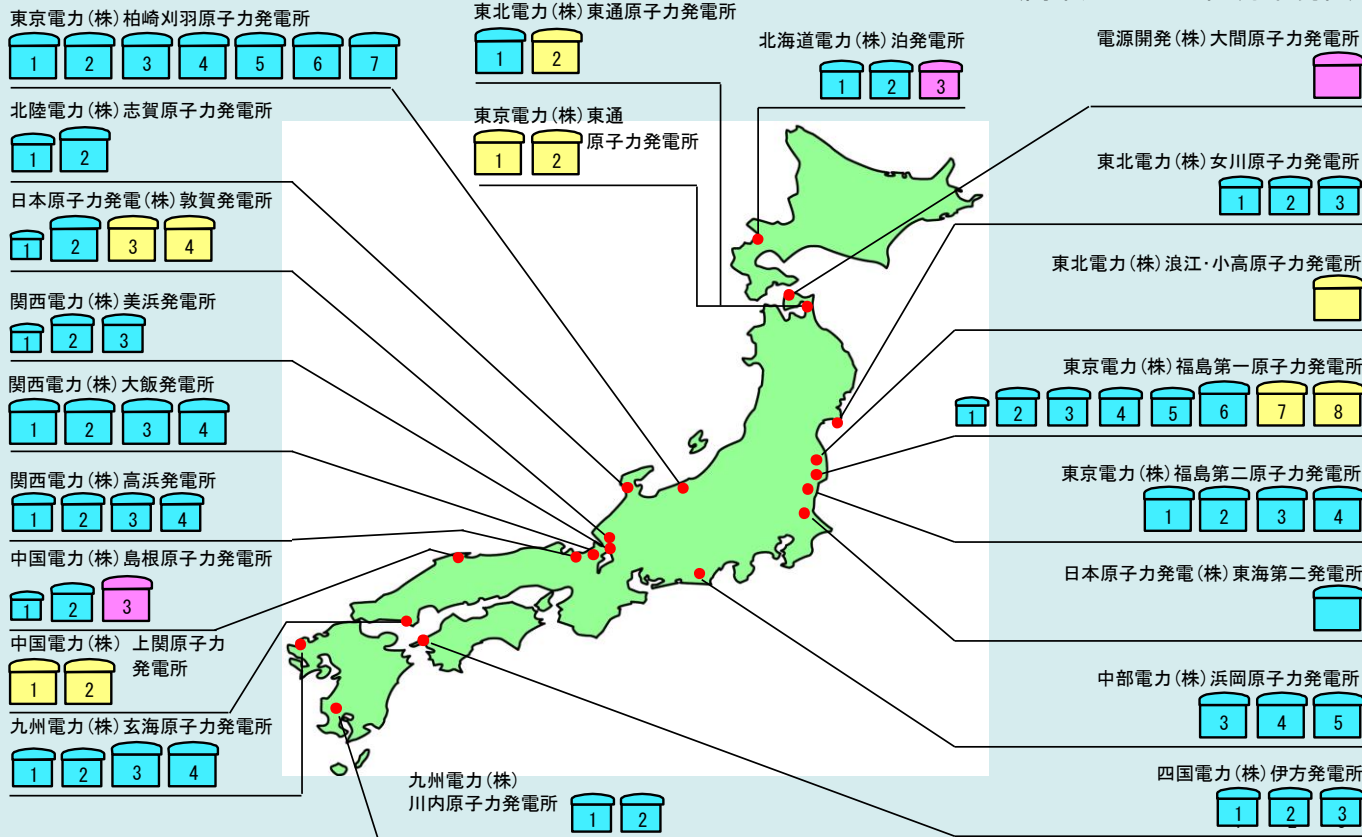 東京電力(株)柏崎刈羽原子力発電所
1 2 3 4 5 6 7
北陸電力(株)志賀原子力発電所
1 2
日本原子力発電(株)敦賀発電所
1 2 3 4
関西電力(株)美浜発電所
1 2 3
関西電力(株)大飯発電所
1 2 3 4
関西電力(株)高浜発電所
1 2 3 4
中国電力(株)島根原子力発電所
1 2 3
中国電力(株) 上関原子力
発電所
1 2
九州電力(株)玄海原子力発電所
1 2 3 4
東北電力(株)東通原子力発電所
1 2
東京電力(株)東通
原子力発電所
1 2
北海道電力(株)泊発電所
1 2 3
電源開発(株)大間原子力発電所
東北電力(株)女川原子力発電所
1 2 3
東北電力(株)浪江・小高原子力発電所
東京電力(株)福島第一原子力発電所
1 2 3 4 5 6 7 8
東京電力(株)福島第二原子力発電所
1 2 3 4
日本原子力発電(株)東海第二発電所
中部電力(株)浜岡原子力発電所
3 4 5
四国電力(株)伊方発電所
1 2 3
九州電力(株)
川内原子力発電所
1 2